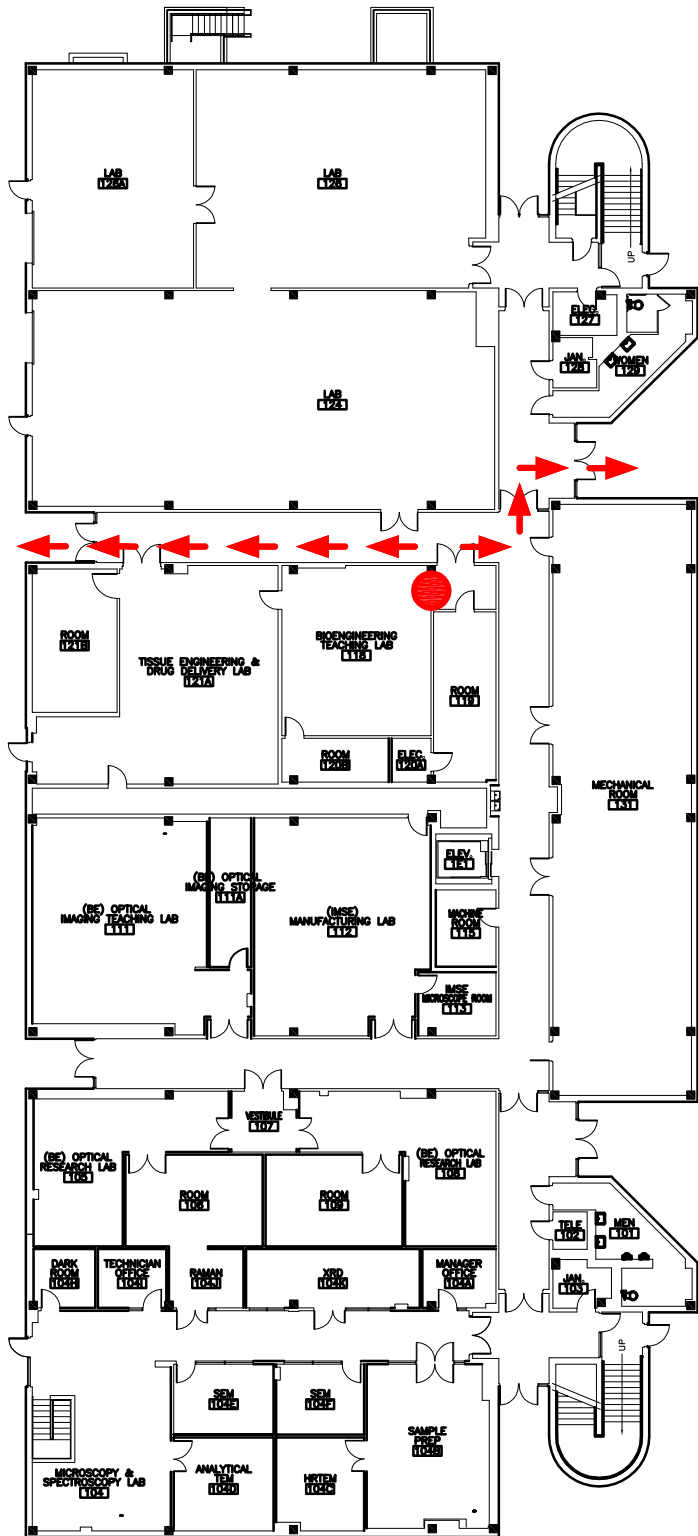 LAB
126A
LAB
126
UP
ELEC.
127
JAN.
128
WOMEN
129
LAB
124
ROOM
121B
TISSUE ENGINEERING &
DRUG DELIVERY LAB
121A
BIOENGINEERING
TEACHING LAB
118
ROOM
119
ROOM
120B
ELEC.
120A
MECHANICAL
ROOM
131
(BE) OPTICAL
IMAGING TEACHING LAB
111
(BE) OPTICAL
IMAGING STORAGE
111A
(IMSE)
MANUFACTURING LAB
112
ELEV.
1E1
MACHINE
ROOM
115
IMSE
MICROSCOPE ROOM
113
VESTIBULE
107
(BE) OPTICAL
RESEARCH LAB
105
ROOM
108
ROOM
109
(BE) OPTICAL
RESEARCH LAB
106
TELE
102
MEN
101
JAN.
103
DARK
ROOM
104H
TECHNICIAN
OFFICE
104I
RAMAN
104J
XRD
104K
MANAGER
OFFICE
104A
UP
SEM
104E
SEM
104F
SAMPLE
PREP
104B
MICROSCOPY &
SPECTROSCOPY LAB
104
ANALYTICAL
TEM
104D
HRTEM
104C